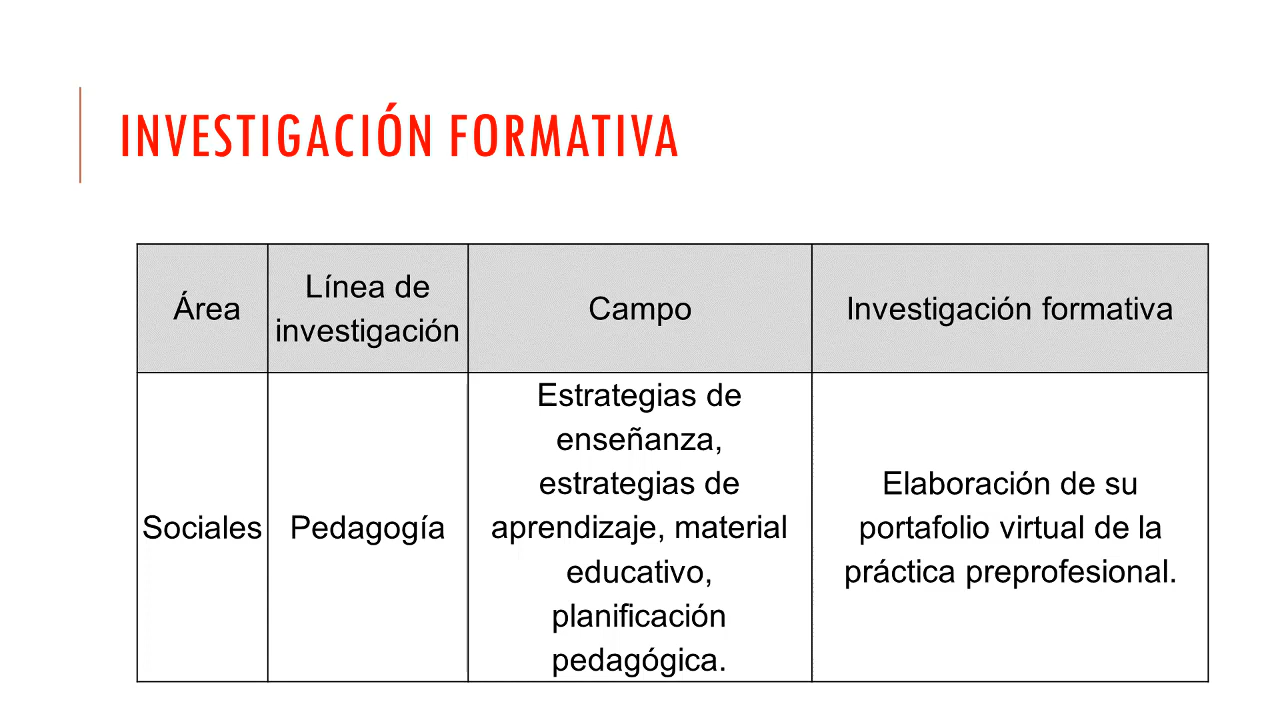 INVESTIGACIÓN FORMATIVA
Área
Línea de
investigación
Campo
Investigación formativa
Sociales
Pedagogía
Estrategias de
enseñanza,
estrategias de
aprendizaje, material
educativo,
planificación
pedagógica.
Elaboración de su
portafolio virtual de la
práctica preprofesional.